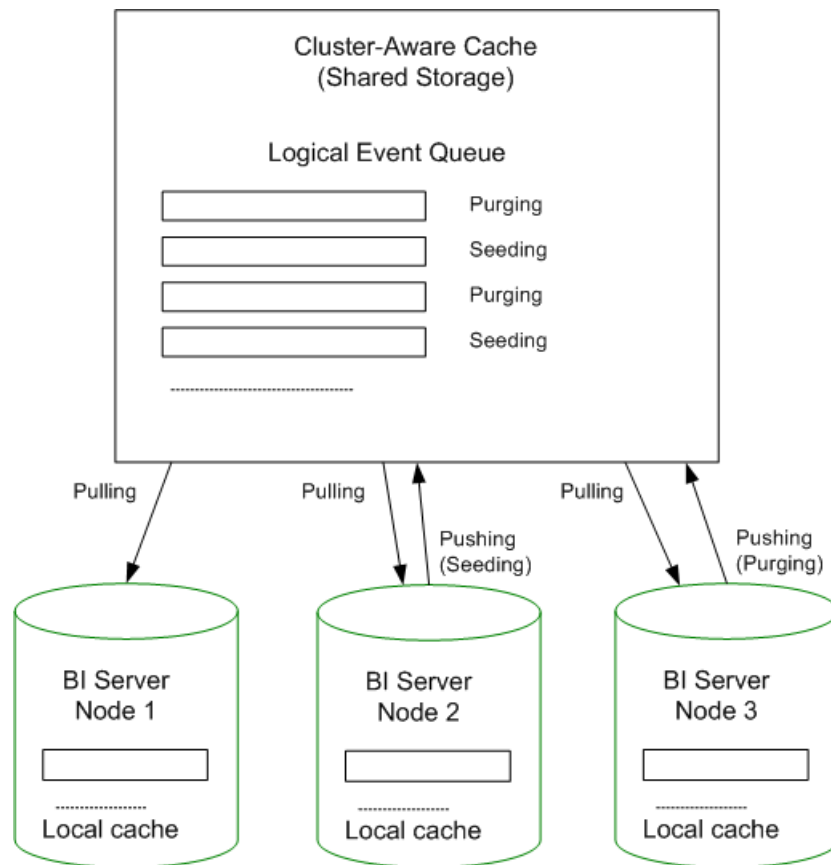 Cluster-Aware Cache
(Shared Storage)
Logical Event Queue
Purging
Seeding
Purging
Seeding
Pulling
Pulling
Pushing
(Seeding)
Pulling
Pushing
(Purging)
BI Server
Node 1
Local cache
BI Server
Node 2
Local cache
BI Server
Node 3
Local cache